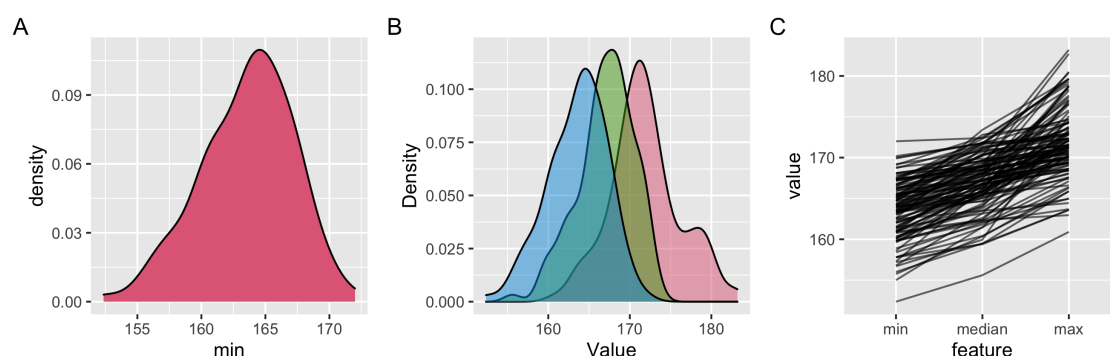 A
density
0.09
0.06
0.03
0.00
155 160 165 170
min
B
Density
0.100
0.075
0.050
0.025
0.000
160 170 180
Value
C
value
180
170
160
min median max
feature